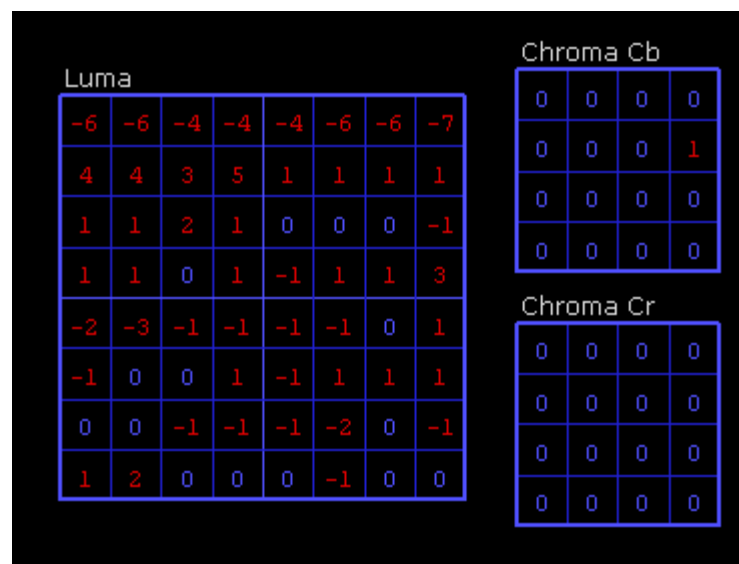 Luma
-6 -6 -4 -4 -4 -6 -6 -7
4 4 3 5 1 1 1 1
1 1 2 1 0 0 0 -1
1 1 0 1 -1 1 1 3
-2 -3 -1 -1 -1 -1 0 1
-1 0 0 1 -1 1 1 1
0 0 -1 -1 -1 -2 0 -1
1 2 0 0 0 -1 0 0
Chroma Cb
0 0 0 0
0 0 0 1
0 0 0 0
0 0 0 0
Chroma Cr
0 0 0 0
0 0 0 0
0 0 0 0
0 0 0 0